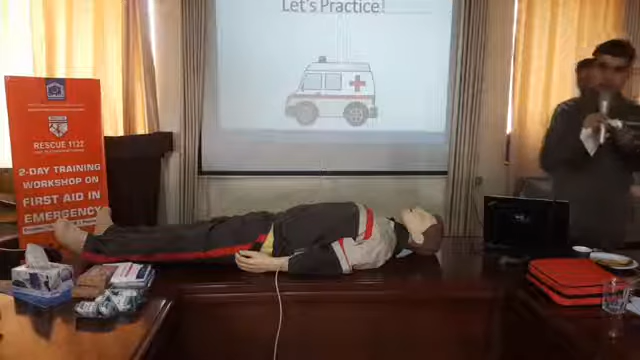 Let's Practice!
RESCUE 1122
2-DAY TRAINING
WORKSHOP ON
FIRST AID IN
EMERGENCY